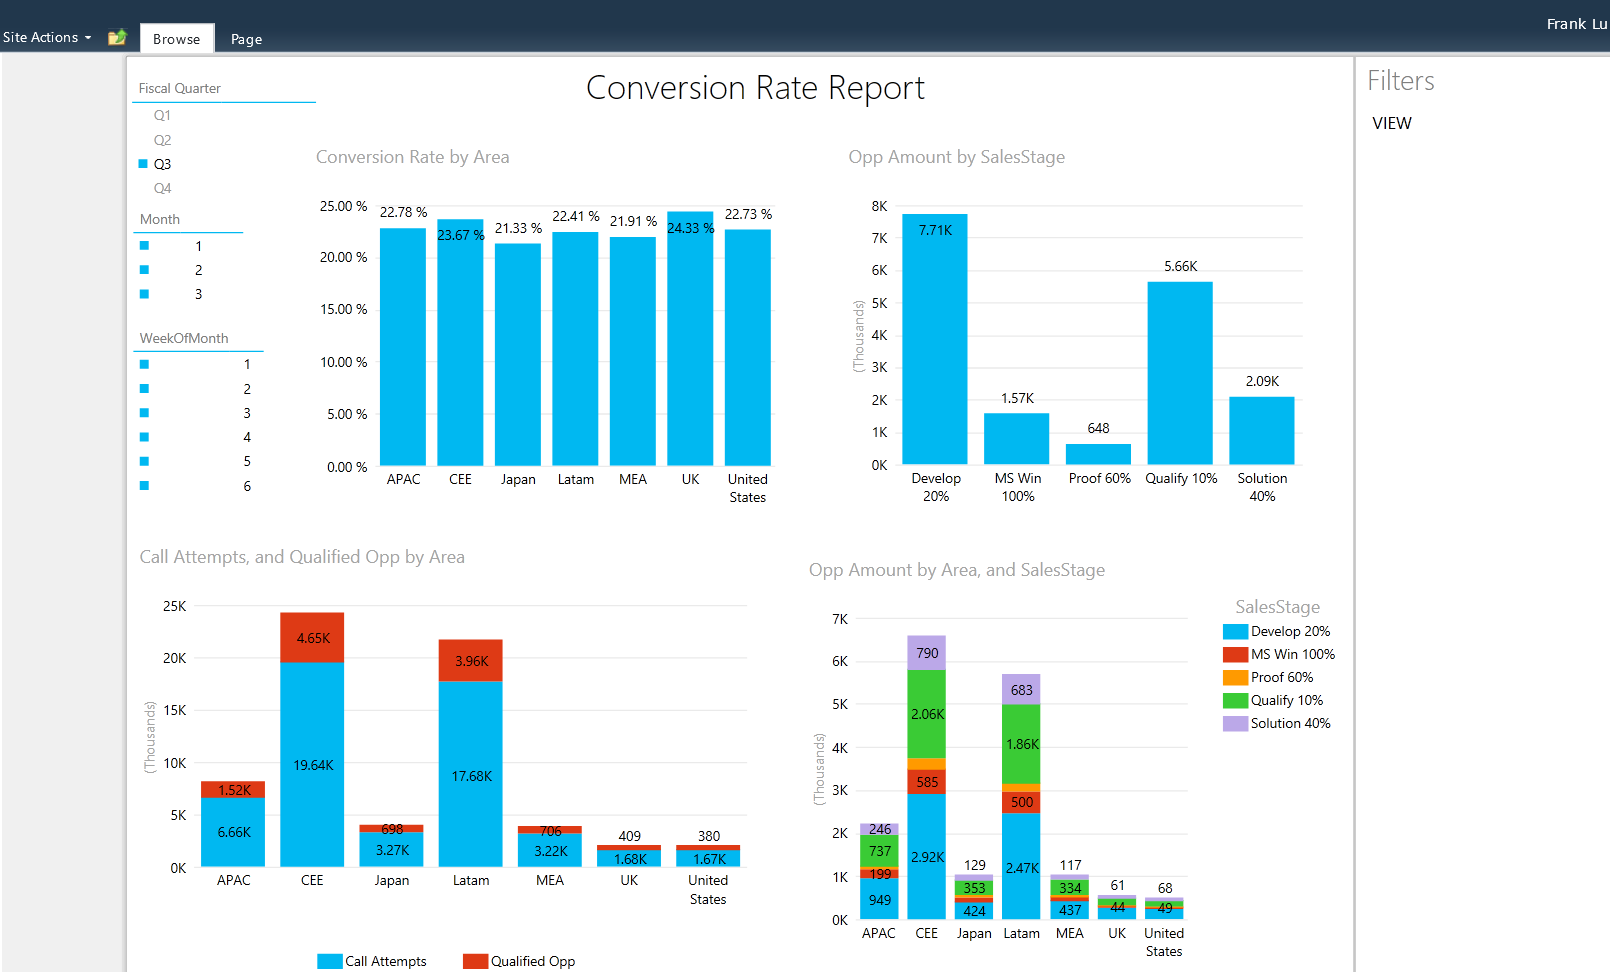 Frank Lu
Site Actions
Browse
Page
Fiscal Quarter
Q1
Q2
Q3
Q4
Month
1
2
3
WeekOfMonth
1
2
3
4
5
6
Conversion Rate Report
Filters
VIEW
Conversion Rate by Area
25.00 %
20.00 %
15.00 %
10.00 %
5.00 %
0.00 %
22.78 %
23.67 %
21.33 %
22.41 %
21.91 %
24.33 %
22.73 %
APAC
CEE
Japan
Latam
MEA
UK
United
States
Opp Amount by SalesStage
(Thousands)
8K
7K
6K
5K
4K
3K
2K
1K
0K
7.71K
1.57K
648
5.66K
2.09K
Develop
20%
MS Win
100%
Proof 60%
Qualify 10%
Solution
40%
Call Attempts, and Qualified Opp by Area
(Thousands)
25K
20K
15K
10K
5K
0K
1.52K
6.66K
4.65K
19.64K
698
3.27K
3.96K
17.68K
706
3.22K
409
1.68K
380
1.67K
APAC
CEE
Japan
Latam
MEA
UK
United
States
Call Attempts
Qualified Opp
Opp Amount by Area, and SalesStage
(Thousands)
7K
6K
5K
4K
3K
2K
1K
0K
246
737
199
949
790
2.06K
585
2.92K
129
353
424
683
1.86K
500
2.47K
117
334
437
61
44
68
49
APAC
CEE
Japan
Latam
MEA
UK
United
States
SalesStage
Develop 20%
MS Win 100%
Proof 60%
Qualify 10%
Solution 40%